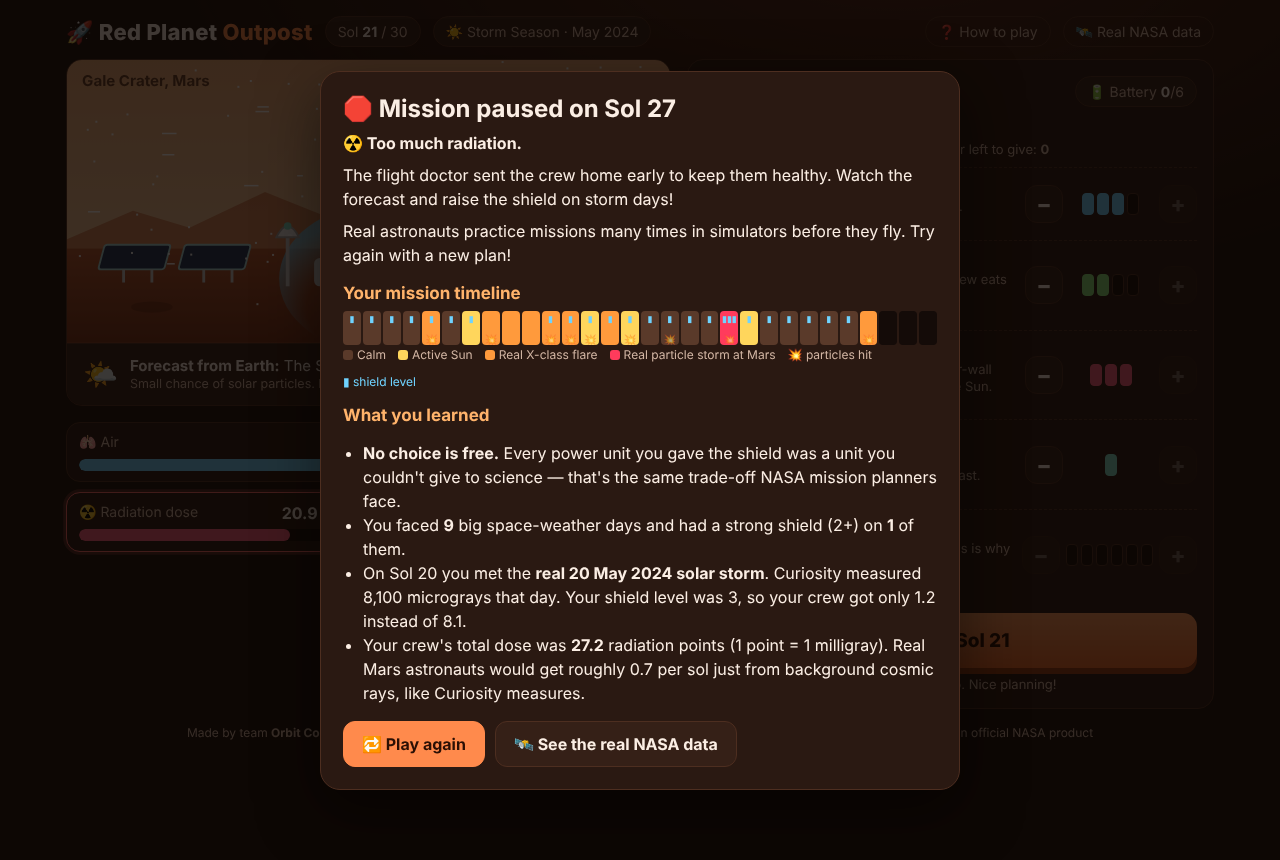 Red Planet Outpost
Sol 21 / 30
Storm Season · May 2024
How to play
Real NASA data
Gale Crater, Mars
Battery 0/6
r left to give: 0
ew eats
r-wall
Sun.
ast.
s is why
Sol 21
. Nice planning!
Forecast from Earth: The S
Small chance of solar particles.
Air
Radiation dose 20.9
Made by team Orbit Co
n official NASA product
Mission paused on Sol 27
Too much radiation.
The flight doctor sent the crew home early to keep them healthy. Watch the
forecast and raise the shield on storm days!
Real astronauts practice missions many times in simulators before they fly. Try
again with a new plan!
Your mission timeline
Calm Active Sun Real X-class flare Real particle storm at Mars particles hit
shield level
What you learned
• No choice is free. Every power unit you gave the shield was a unit you
couldn't give to science — that's the same trade-off NASA mission planners
face.
• You faced 9 big space-weather days and had a strong shield (2+) on 1 of
them.
• On Sol 20 you met the real 20 May 2024 solar storm. Curiosity measured
8,100 micrograys that day. Your shield level was 3, so your crew got only 1.2
instead of 8.1.
• Your crew's total dose was 27.2 radiation points (1 point = 1 milligray). Real
Mars astronauts would get roughly 0.7 per sol just from background cosmic
rays, like Curiosity measures.
Play again
See the real NASA data